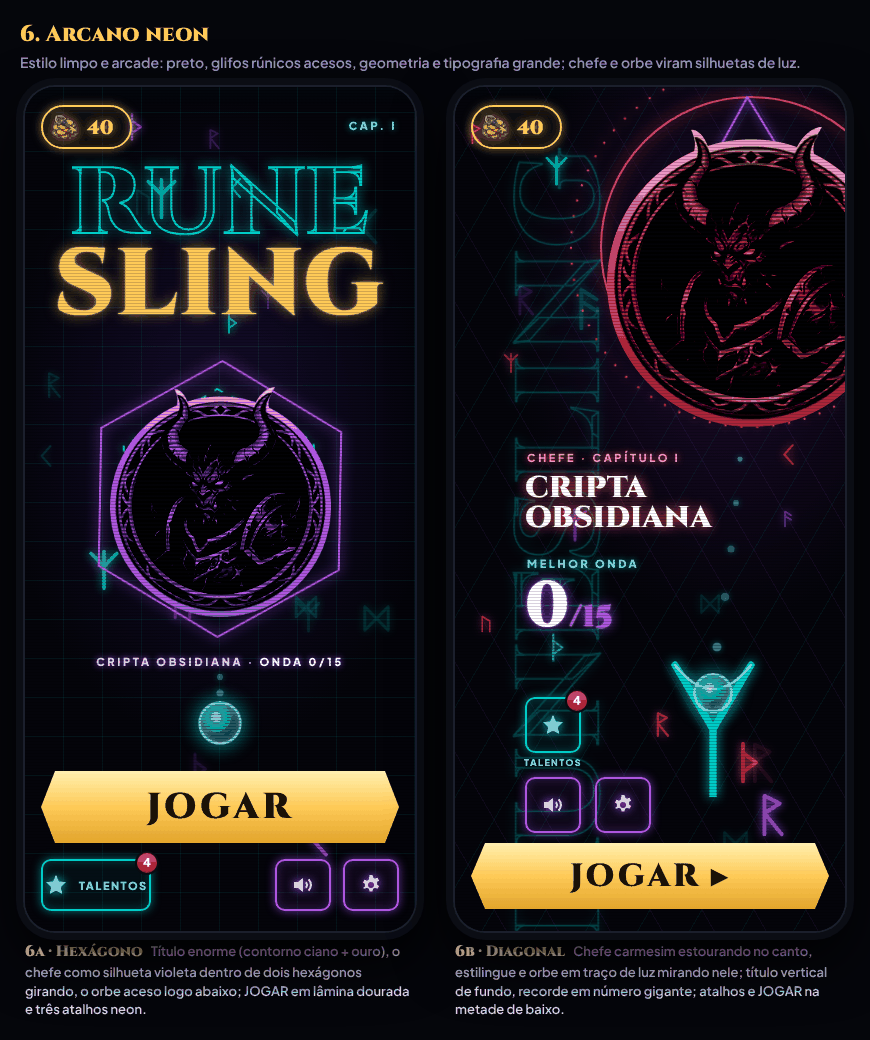 6. Arcano neon
Estilo limpo e arcade: preto, glifos rúnicos acesos, geometria e tipografia grande; chefe e orbe viram silhuetas de luz.
40
CAP. I
RUNE
SLING
CRIPTA OBSIDIANA · ONDA 0/15
JOGAR
4
TALENTOS
6A · Hexágono Título enorme (contorno ciano + ouro), o
chefe como silhueta violeta dentro de dois hexágonos
girando, o orbe aceso logo abaixo; JOGAR em lâmina dourada
e três atalhos neon.
40
RUNESLING
CHEFE · CAPÍTULO I
CRIPTA
OBSIDIANA
MELHOR ONDA
0/15
4
TALENTOS
JOGAR ▶
6B · Diagonal Chefe carmesim estourando no canto,
estilingue e orbe em traço de luz mirando nele; título vertical
de fundo, recorde em número gigante; atalhos e JOGAR na
metade de baixo.